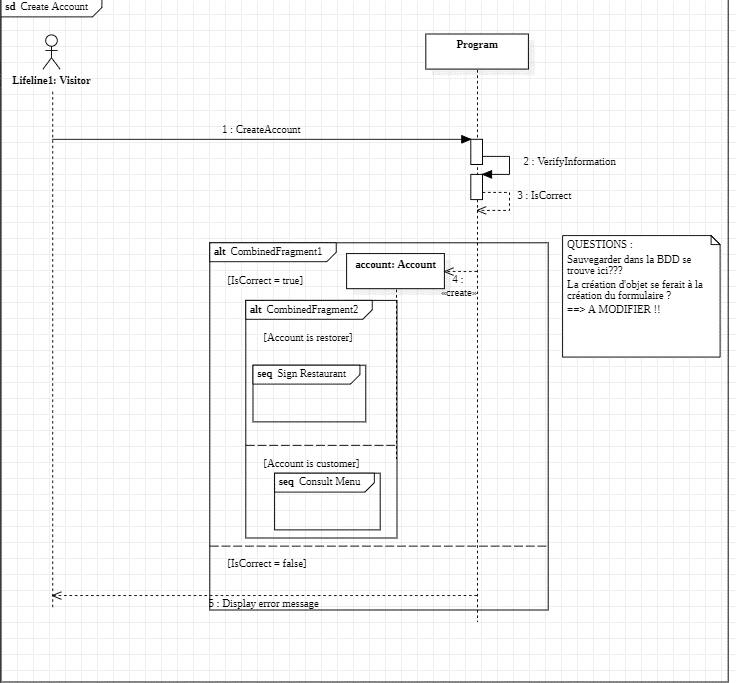 sd Create Account
Program
Lifeline1: Visitor
1 : CreateAccount
2 : VerifyInformation
3 : IsCorrect
alt CombinedFragment1
account: Account
4 :
«create»
[IsCorrect = true]
QUESTIONS :
Sauvegarder dans la BDD se
trouve ici???
La création d'objet se ferait à la
création du formulaire ?
==> A MODIFIER !!
alt CombinedFragment2
[Account is restorer]
seq Sign Restaurant
[Account is customer]
seq Consult Menu
[IsCorrect = false]
5 : Display error message